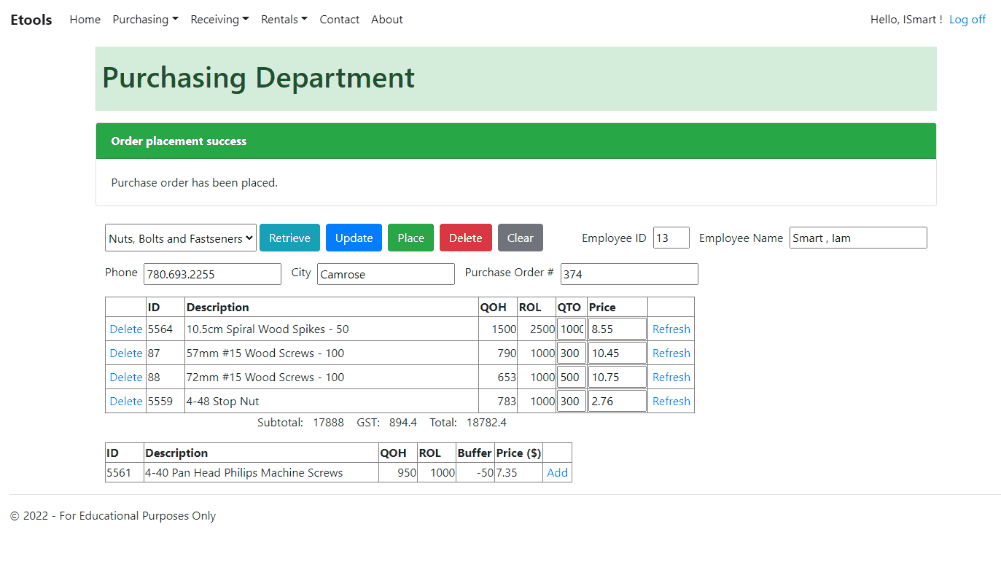 Etools Home Purchasing Receiving Rentals Contact About Hello, ISmart ! Log off
Purchasing Department
Order placement success
Purchase order has been placed.
Nuts, Bolts and Fastseners Retrieve Update Place Delete Clear Employee ID 13 Employee Name Smart , Iam
Phone 780.693.2255 City Camrose Purchase Order # 374
ID Description QOH ROL QTO Price
Delete 5564 10.5cm Spiral Wood Spikes - 50 1500 2500 1000 8.55 Refresh
Delete 87 57mm #15 Wood Screws - 100 790 1000 300 10.45 Refresh
Delete 88 72mm #15 Wood Screws - 100 653 1000 500 10.75 Refresh
Delete 5559 4-48 Stop Nut 783 1000 300 2.76 Refresh
Subtotal: 17888 GST: 894.4 Total: 18782.4
ID Description QOH ROL Buffer Price ($)
5561 4-40 Pan Head Philips Machine Screws 950 1000 -50 7.35 Add
© 2022 - For Educational Purposes Only